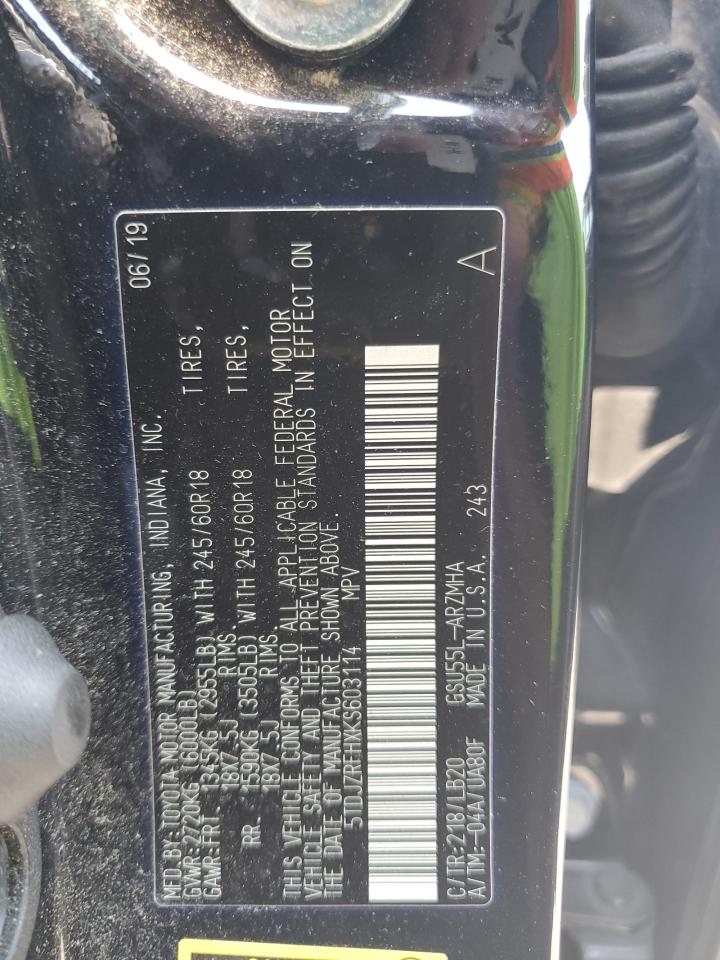 06/19
MFD.BY:TOYOTA MOTOR MANUFACTURING, INDIANA, INC.
GVWR:2720KG (6000LB)
GAWR:FRT. 1345KG (2955LB) WITH 245/60R18 TIRES,
18X7.5J RIMS.
RR. 1590KG (3505LB) WITH 245/60R18 TIRES,
18X7.5J RIMS.
THIS VEHICLE CONFORMS TO ALL APPLICABLE FEDERAL MOTOR
VEHICLE SAFETY AND THEFT PREVENTION STANDARDS IN EFFECT ON
THE DATE OF MANUFACTURE SHOWN ABOVE.
5TDJZRFHXKS603114 MPV
C/TR:218/LB20 GSU55L-ARZMHA
A/TM:-04A/UA80F MADE IN U.S.A. 243 A